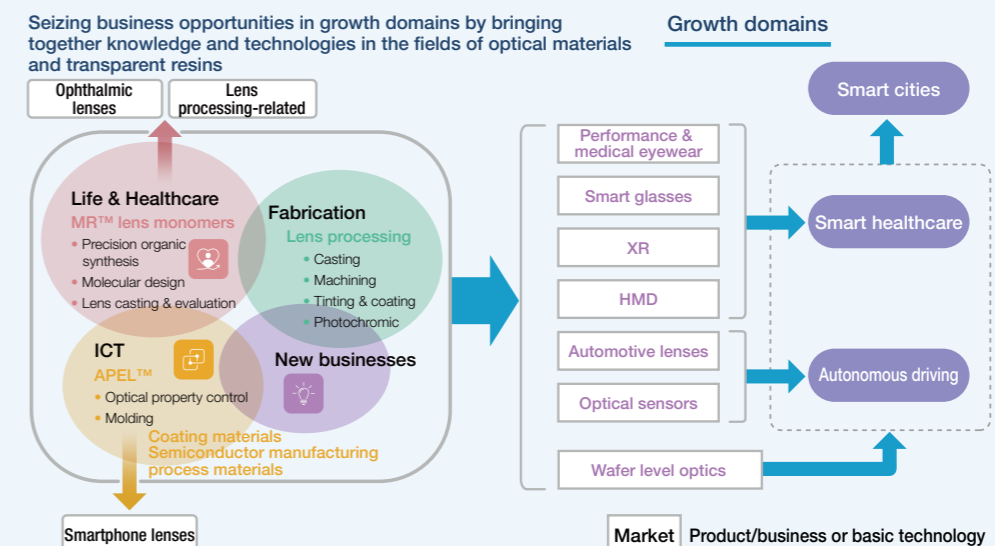 Seizing business opportunities in growth domains by bringing
together knowledge and technologies in the fields of optical materials
and transparent resins
Growth domains
Ophthalmic
lenses
Lens
processing-related
Life & Healthcare
MR™ lens monomers
• Precision organic
synthesis
• Molecular design
• Lens casting & evaluation
Fabrication
Lens processing
• Casting
• Machining
• Tinting & coating
• Photochromic
ICT
APEL™
• Optical property control
• Molding
New businesses
Coating materials
Semiconductor manufacturing
process materials
Smartphone lenses
Performance &
medical eyewear
Smart glasses
XR
HMD
Automotive lenses
Optical sensors
Wafer level optics
Smart cities
Smart healthcare
Autonomous driving
Market Product/business or basic technology